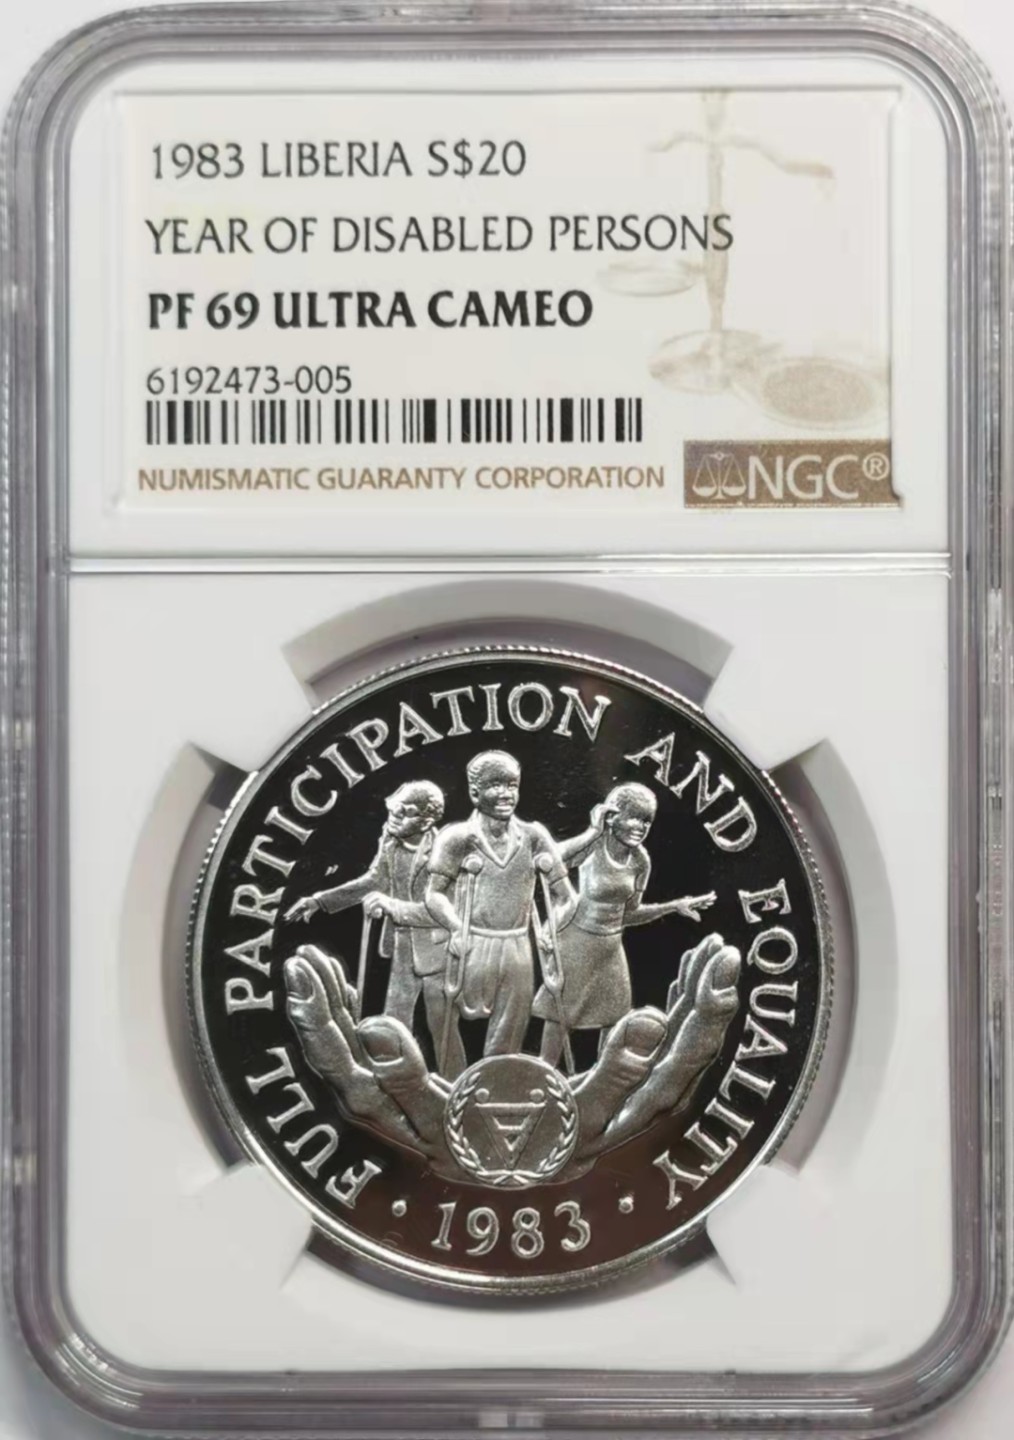 1983 LIBERIA S$20
YEAR OF DISABLED PERSONS
PF 69 ULTRA CAMEO
6192473-005
NUMISMATIC GUARANTY CORPORATION
NGC®
FULL PARTICIPATION AND EQUALITY
· 1983 ·